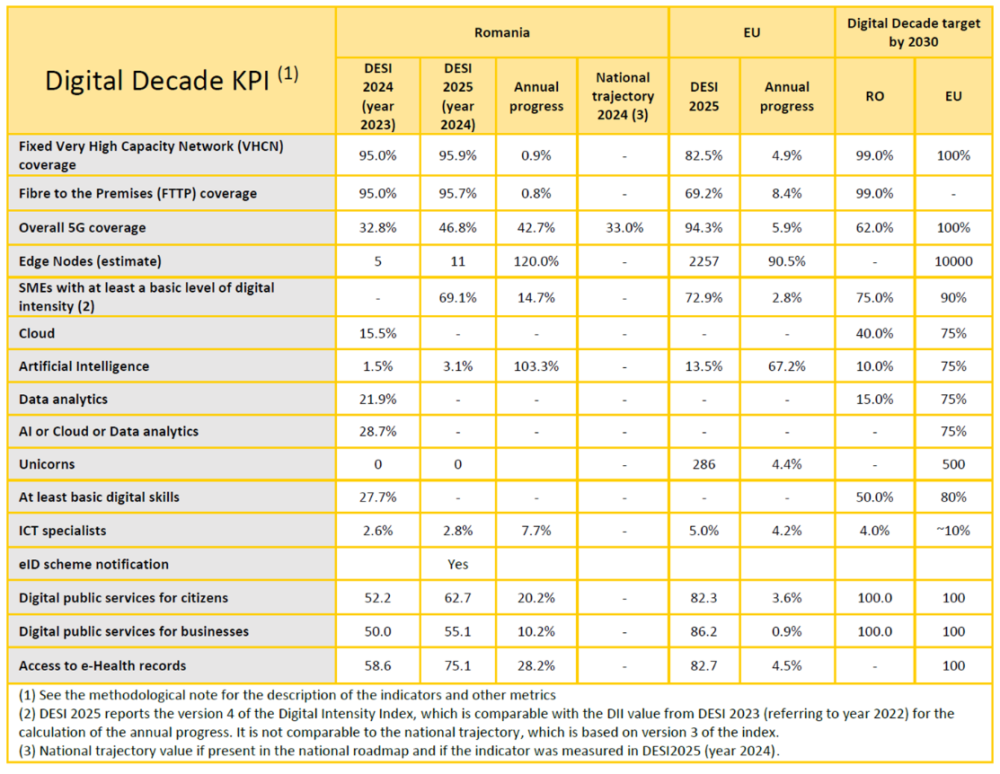 Digital Decade KPI (1)
Romania
EU
Digital Decade target
by 2030
DESI
2024
(year
2023)
DESI
2025
(year
2024)
Annual
progress
National
trajectory
2024 (3)
DESI
2025
Annual
progress
RO
EU
Fixed Very High Capacity Network (VHCN)
coverage
95.0% 95.9% 0.9% - 82.5% 4.9% 99.0% 100%
Fibre to the Premises (FTTP) coverage 95.0% 95.7% 0.8% - 69.2% 8.4% 99.0% -
Overall 5G coverage 32.8% 46.8% 42.7% 33.0% 94.3% 5.9% 62.0% 100%
Edge Nodes (estimate) 5 11 120.0% - 2257 90.5% - 10000
SMEs with at least a basic level of digital
intensity (2)
- 69.1% 14.7% - 72.9% 2.8% 75.0% 90%
Cloud 15.5% - - - - - 40.0% 75%
Artificial Intelligence 1.5% 3.1% 103.3% - 13.5% 67.2% 10.0% 75%
Data analytics 21.9% - - - - - 15.0% 75%
AI or Cloud or Data analytics 28.7% - - - - - - 75%
Unicorns 0 0 - 286 4.4% - 500
At least basic digital skills 27.7% - - - - - 50.0% 80%
ICT specialists 2.6% 2.8% 7.7% - 5.0% 4.2% 4.0% ~10%
eID scheme notification Yes
Digital public services for citizens 52.2 62.7 20.2% - 82.3 3.6% 100.0 100
Digital public services for businesses 50.0 55.1 10.2% - 86.2 0.9% 100.0 100
Access to e-Health records 58.6 75.1 28.2% - 82.7 4.5% - 100
(1) See the methodological note for the description of the indicators and other metrics
(2) DESI 2025 reports the version 4 of the Digital Intensity Index, which is comparable with the DII value from DESI 2023 (referring to year 2022) for the
calculation of the annual progress. It is not comparable to the national trajectory, which is based on version 3 of the index.
(3) National trajectory value if present in the national roadmap and if the indicator was measured in DESI2025 (year 2024).